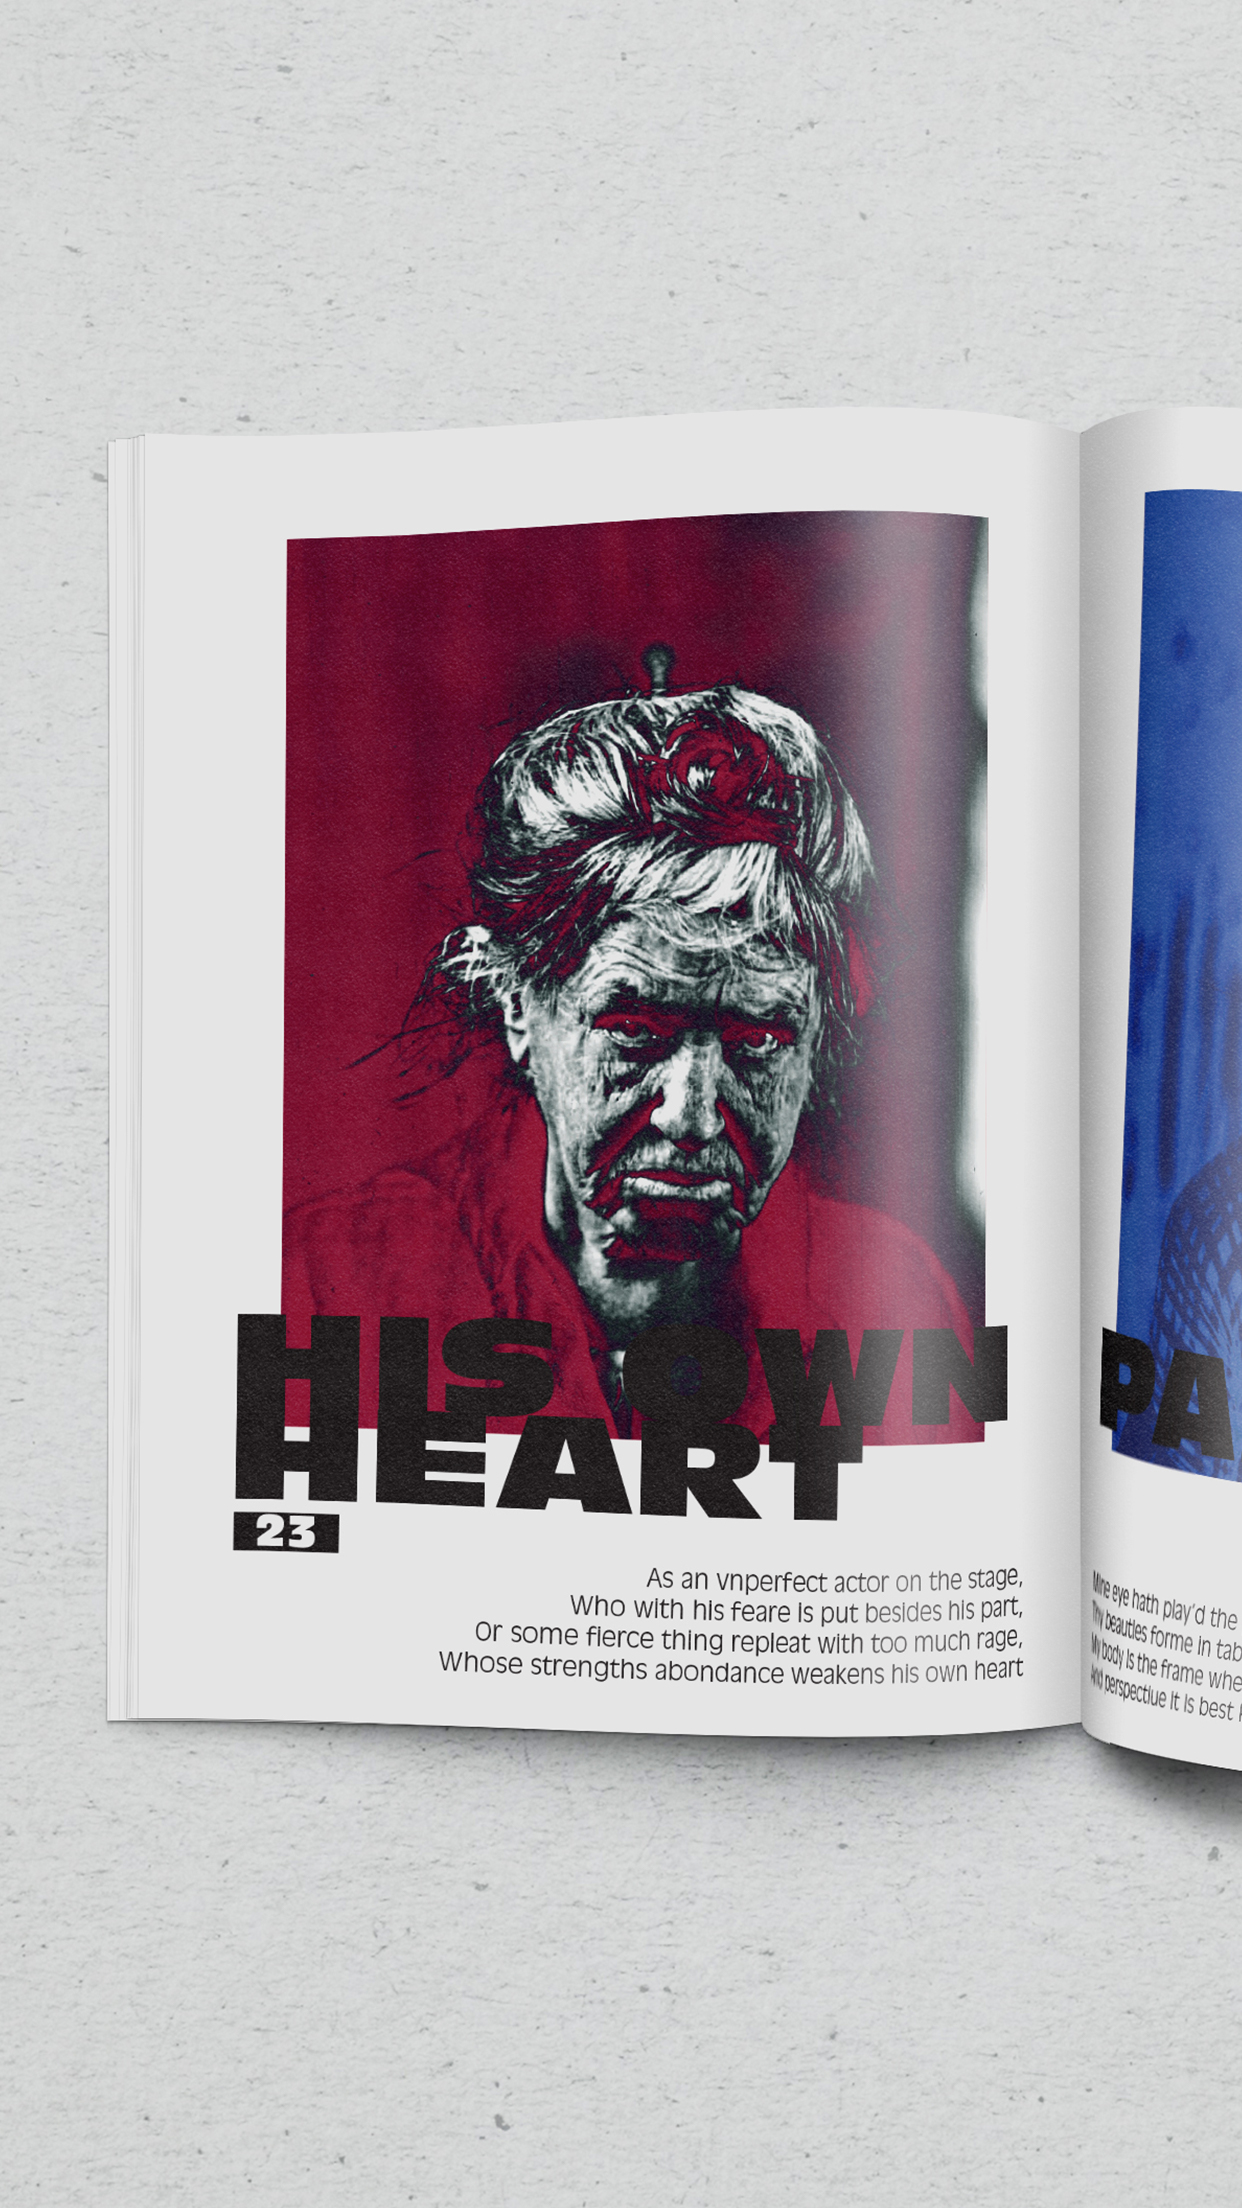 HIS OWN
HEART
23
As an vnperfect actor on the stage,
Who with his feare is put besides his part,
Or some fierce thing repleat with too much rage,
Whose strengths abondance weakens his own heart
PA
Mine eye hath play'd the
Thy beauties forme in tab
My body is the frame whe
And perspectiue it is best